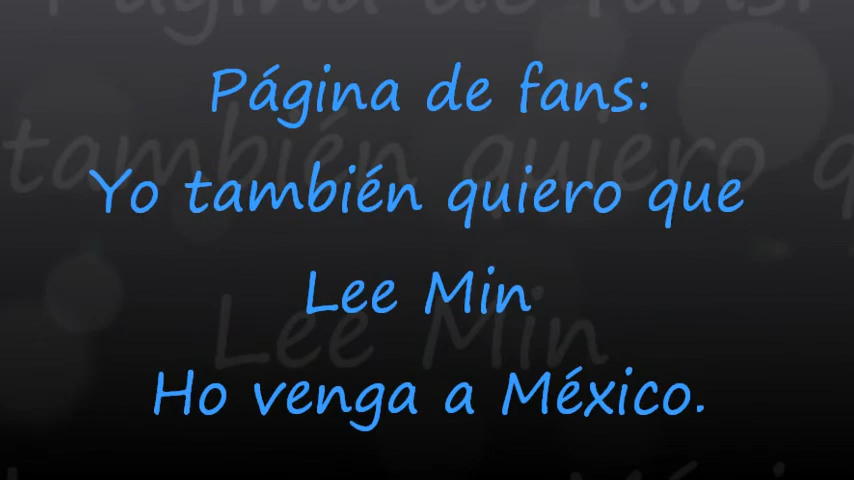 Página de fans:
Yo también quiero que
Lee Min
Ho venga a México.